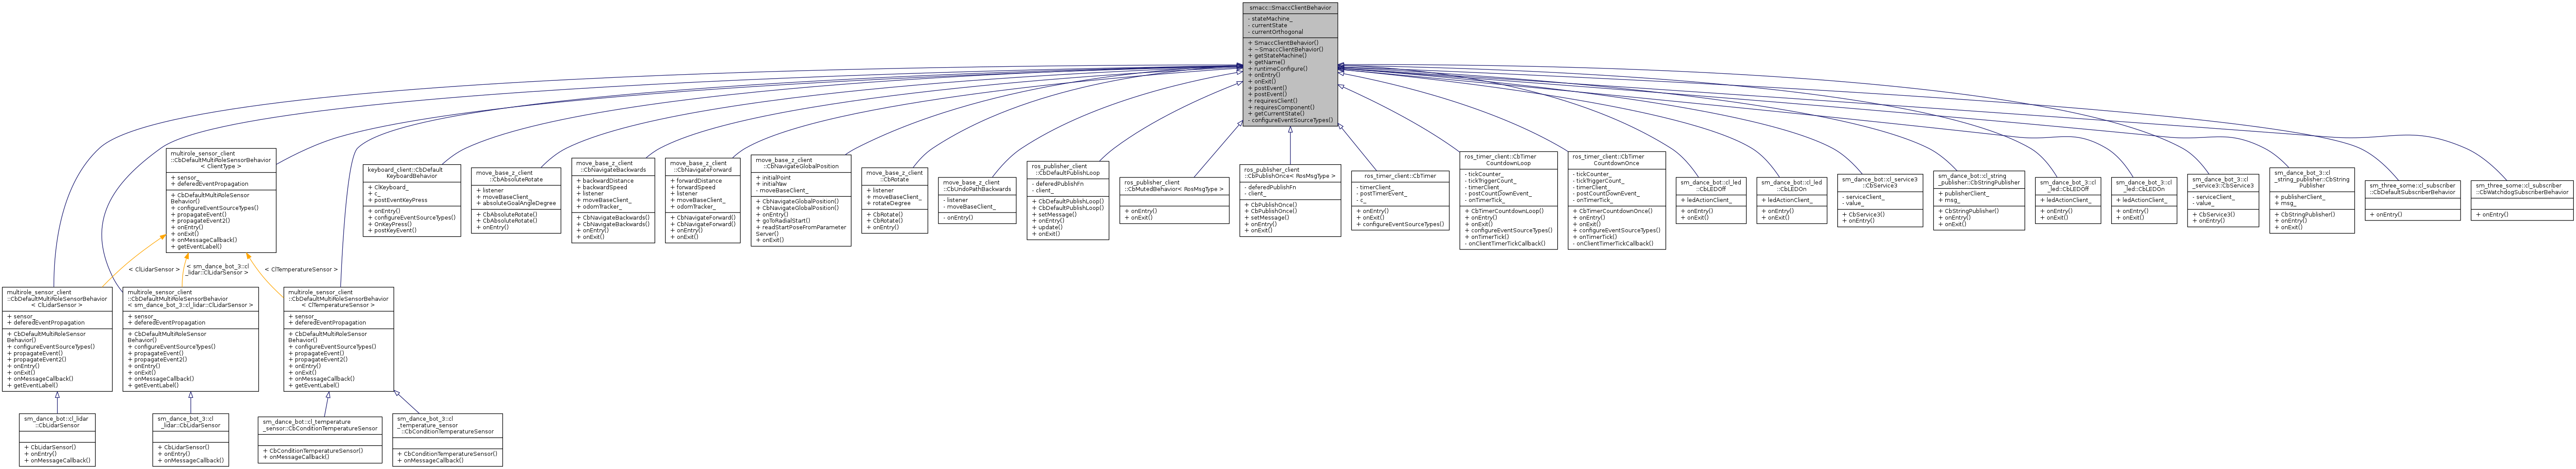 smacc::SmaccClientBehavior
- stateMachine_
- currentState
- currentOrthogonal
+ SmaccClientBehavior()
+ ~SmaccClientBehavior()
+ getStateMachine()
+ getName()
+ runtimeConfigure()
+ onEntry()
+ onExit()
+ postEvent()
+ postEvent()
+ requiresClient()
+ requiresComponent()
+ getCurrentState()
- configureEventSourceTypes()
multirole_sensor_client
::CbDefaultMultiRoleSensorBehavior
< ClientType >
+ sensor_
+ deferedEventPropagation
+ CbDefaultMultiRoleSensor
Behavior()
+ configureEventSourceTypes()
+ propagateEvent()
+ propagateEvent2()
+ onEntry()
+ onExit()
+ onMessageCallback()
+ getEventLabel()
keyboard_client::CbDefault
KeyboardBehavior
+ ClKeyboard_
+ c_
+ postEventKeyPress
+ onEntry()
+ configureEventSourceTypes()
+ OnKeyPress()
+ postKeyEvent()
move_base_z_client
::CbAbsoluteRotate
+ listener
+ moveBaseClient_
+ absoluteGoalAngleDegree
+ CbAbsoluteRotate()
+ CbAbsoluteRotate()
+ onEntry()
move_base_z_client
::CbNavigateBackwards
+ backwardDistance
+ backwardSpeed
+ listener
+ moveBaseClient_
+ odomTracker_
+ CbNavigateBackwards()
+ CbNavigateBackwards()
+ onEntry()
+ onExit()
move_base_z_client
::CbNavigateForward
+ forwardDistance
+ forwardSpeed
+ listener
+ moveBaseClient_
+ odomTracker_
+ CbNavigateForward()
+ CbNavigateForward()
+ onEntry()
+ onExit()
move_base_z_client
::CbNavigateGlobalPosition
+ initialPoint
+ initialYaw
- moveBaseClient_
+ CbNavigateGlobalPosition()
+ CbNavigateGlobalPosition()
+ onEntry()
+ goToRadialStart()
+ readStartPoseFromParameter
Server()
+ onExit()
move_base_z_client
::CbRotate
+ listener
+ moveBaseClient_
+ rotateDegree
+ CbRotate()
+ CbRotate()
+ onEntry()
move_base_z_client
::CbUndoPathBackwards
- listener
- moveBaseClient_
- onEntry()
ros_publisher_client
::CbDefaultPublishLoop
- deferedPublishFn
- client_
+ CbDefaultPublishLoop()
+ CbDefaultPublishLoop()
+ setMessage()
+ onEntry()
+ update()
+ onExit()
ros_publisher_client
::CbMutedBehavior< RosMsgType >
+ onEntry()
+ onExit()
ros_publisher_client
::CbPublishOnce< RosMsgType >
- deferedPublishFn
- client_
+ CbPublishOnce()
+ CbPublishOnce()
+ setMessage()
+ onEntry()
+ onExit()
ros_timer_client::CbTimer
- timerClient_
- postTimerEvent_
- c_
+ onEntry()
+ onExit()
+ configureEventSourceTypes()
ros_timer_client::CbTimer
CountdownLoop
- tickCounter_
- tickTriggerCount_
- timerClient_
- postCountDownEvent_
- onTimerTick_
+ CbTimerCountdownLoop()
+ onEntry()
+ onExit()
+ configureEventSourceTypes()
+ onTimerTick()
- onClientTimerTickCallback()
ros_timer_client::CbTimer
CountdownOnce
- tickCounter_
- tickTriggerCount_
- timerClient_
- postCountDownEvent_
- onTimerTick_
+ CbTimerCountdownOnce()
+ onEntry()
+ onExit()
+ configureEventSourceTypes()
+ onTimerTick()
- onClientTimerTickCallback()
sm_dance_bot::cl_led
::CbLEDOff
+ ledActionClient_
+ onEntry()
+ onExit()
sm_dance_bot::cl_led
::CbLEDOn
+ ledActionClient_
+ onEntry()
+ onExit()
sm_dance_bot::cl_service3
::CbService3
- serviceClient_
- value_
+ CbService3()
+ onEntry()
sm_dance_bot::cl_string
_publisher::CbStringPublisher
+ publisherClient_
+ msg_
+ CbStringPublisher()
+ onEntry()
+ onExit()
sm_dance_bot_3::cl
_led::CbLEDOff
+ ledActionClient_
+ onEntry()
+ onExit()
sm_dance_bot_3::cl
_led::CbLEDOn
+ ledActionClient_
+ onEntry()
+ onExit()
sm_dance_bot_3::cl
_service3::CbService3
- serviceClient_
- value_
+ CbService3()
+ onEntry()
sm_dance_bot_3::cl
_string_publisher::CbString
Publisher
+ publisherClient_
+ msg_
+ CbStringPublisher()
+ onEntry()
+ onExit()
sm_three_some::cl_subscriber
::CbDefaultSubscriberBehavior
+ onEntry()
sm_three_some::cl_subscriber
::CbWatchdogSubscriberBehavior
+ onEntry()
< ClLidarSensor >
< sm_dance_bot_3::cl
_lidar::ClLidarSensor >
< ClTemperatureSensor >
multirole_sensor_client
::CbDefaultMultiRoleSensorBehavior
< ClLidarSensor >
+ sensor_
+ deferedEventPropagation
+ CbDefaultMultiRoleSensor
Behavior()
+ configureEventSourceTypes()
+ propagateEvent()
+ propagateEvent2()
+ onEntry()
+ onExit()
+ onMessageCallback()
+ getEventLabel()
multirole_sensor_client
::CbDefaultMultiRoleSensorBehavior
< sm_dance_bot_3::cl_lidar::ClLidarSensor >
+ sensor_
+ deferedEventPropagation
+ CbDefaultMultiRoleSensor
Behavior()
+ configureEventSourceTypes()
+ propagateEvent()
+ propagateEvent2()
+ onEntry()
+ onExit()
+ onMessageCallback()
+ getEventLabel()
multirole_sensor_client
::CbDefaultMultiRoleSensorBehavior
< ClTemperatureSensor >
+ sensor_
+ deferedEventPropagation
+ CbDefaultMultiRoleSensor
Behavior()
+ configureEventSourceTypes()
+ propagateEvent()
+ propagateEvent2()
+ onEntry()
+ onExit()
+ onMessageCallback()
+ getEventLabel()
sm_dance_bot::cl_lidar
::CbLidarSensor
+ CbLidarSensor()
+ onEntry()
+ onMessageCallback()
sm_dance_bot_3::cl
_lidar::CbLidarSensor
+ CbLidarSensor()
+ onEntry()
+ onMessageCallback()
sm_dance_bot::cl_temperature
_sensor::CbConditionTemperatureSensor
+ CbConditionTemperatureSensor()
+ onMessageCallback()
sm_dance_bot_3::cl
_temperature_sensor
::CbConditionTemperatureSensor
+ CbConditionTemperatureSensor()
+ onMessageCallback()